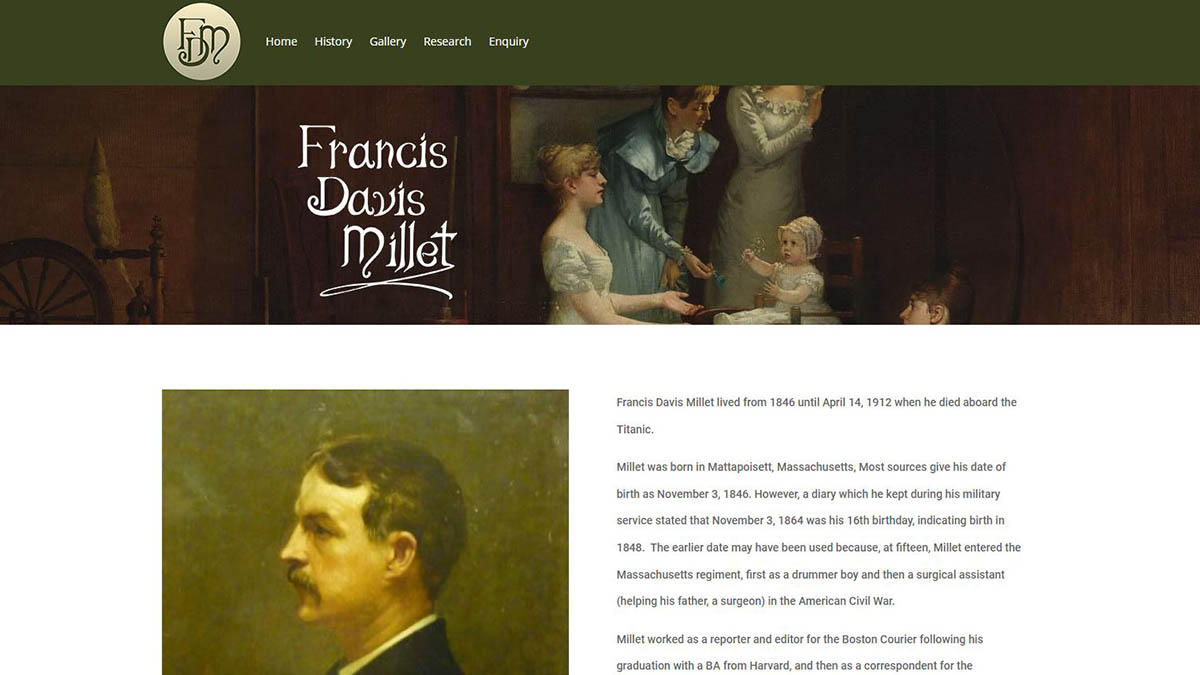 FDM
Home History Gallery Research Enquiry
Francis
Davis
Millet
Francis Davis Millet lived from 1846 until April 14, 1912 when he died aboard the
Titanic.
Millet was born in Mattapoisett, Massachusetts, Most sources give his date of
birth as November 3, 1846. However, a diary which he kept during his military
service stated that November 3, 1864 was his 16th birthday, indicating birth in
1848.  The earlier date may have been used because, at fifteen, Millet entered the
Massachusetts regiment, first as a drummer boy and then a surgical assistant
(helping his father, a surgeon) in the American Civil War.
Millet worked as a reporter and editor for the Boston Courier following his
graduation with a BA from Harvard, and then as a correspondent for the